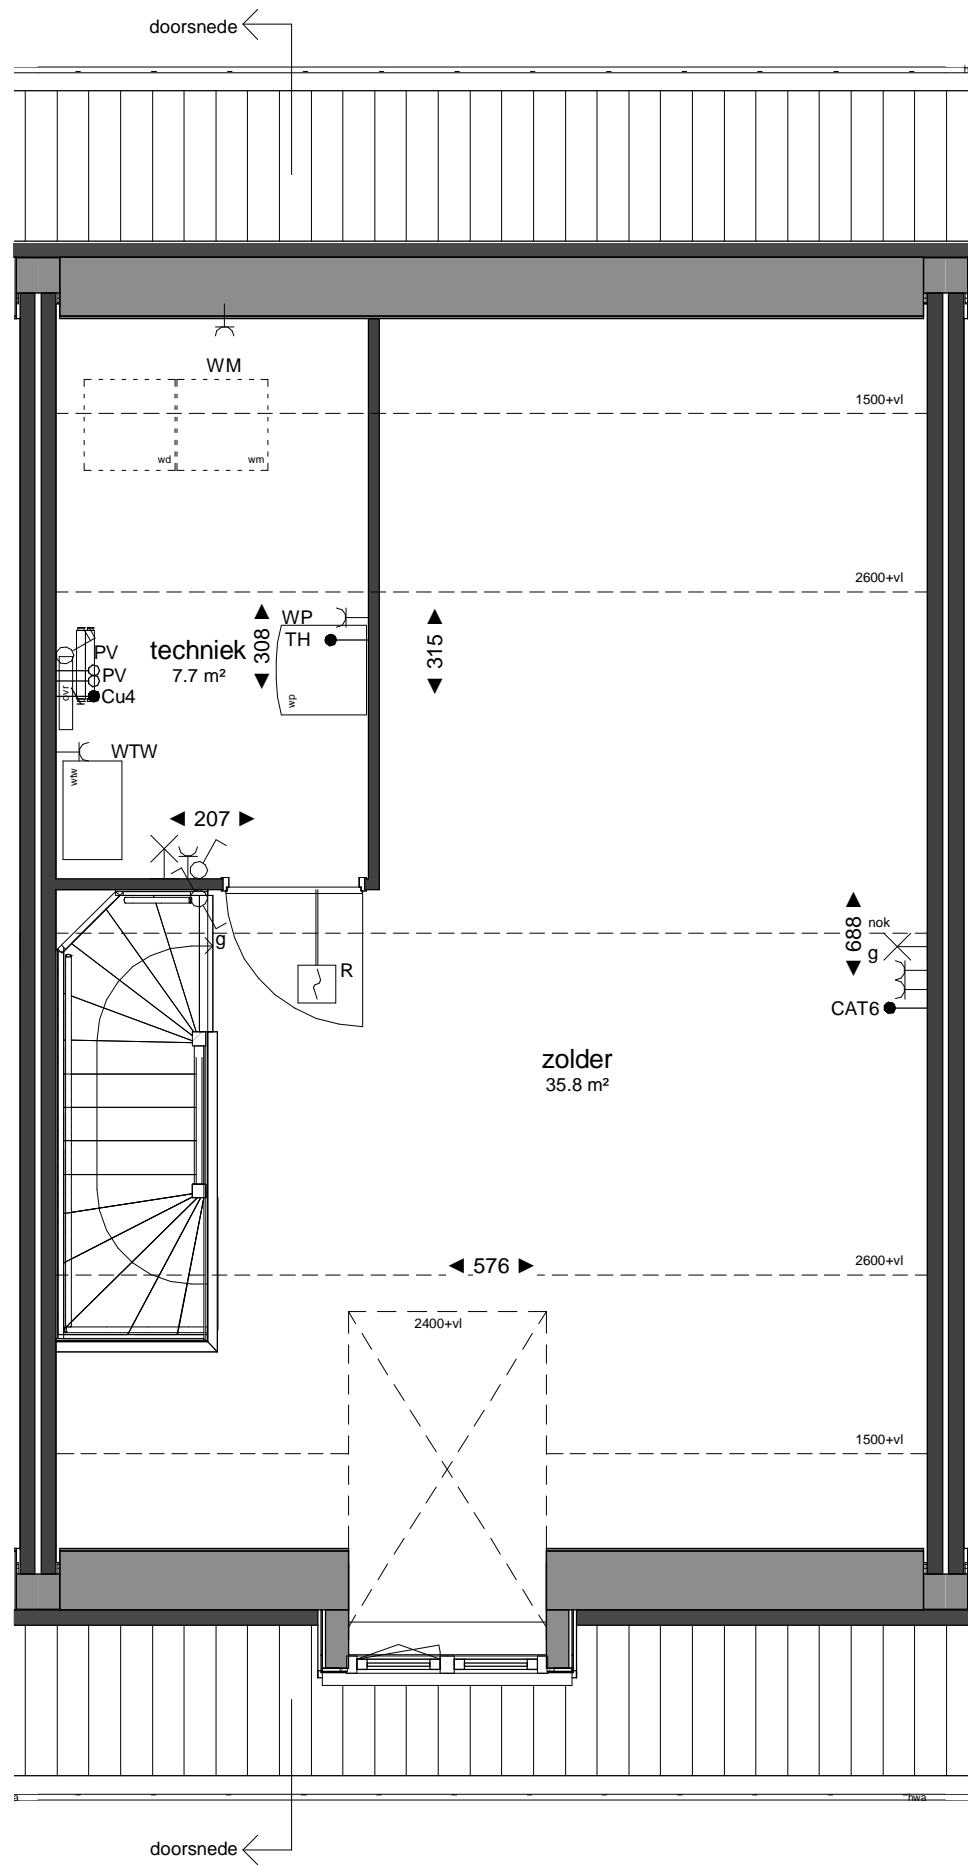 doorsnede
WM
1500+vl
wd
wm
2600+vl
WP
TH
308
315
techniek
7.7 m²
PV
PV
Cu4
wp
WTW
wtw
207
nok
688
g
g
R
CAT6
zolder
35.8 m²
2600+vl
576
2400+vl
1500+vl
hwa
doorsnede